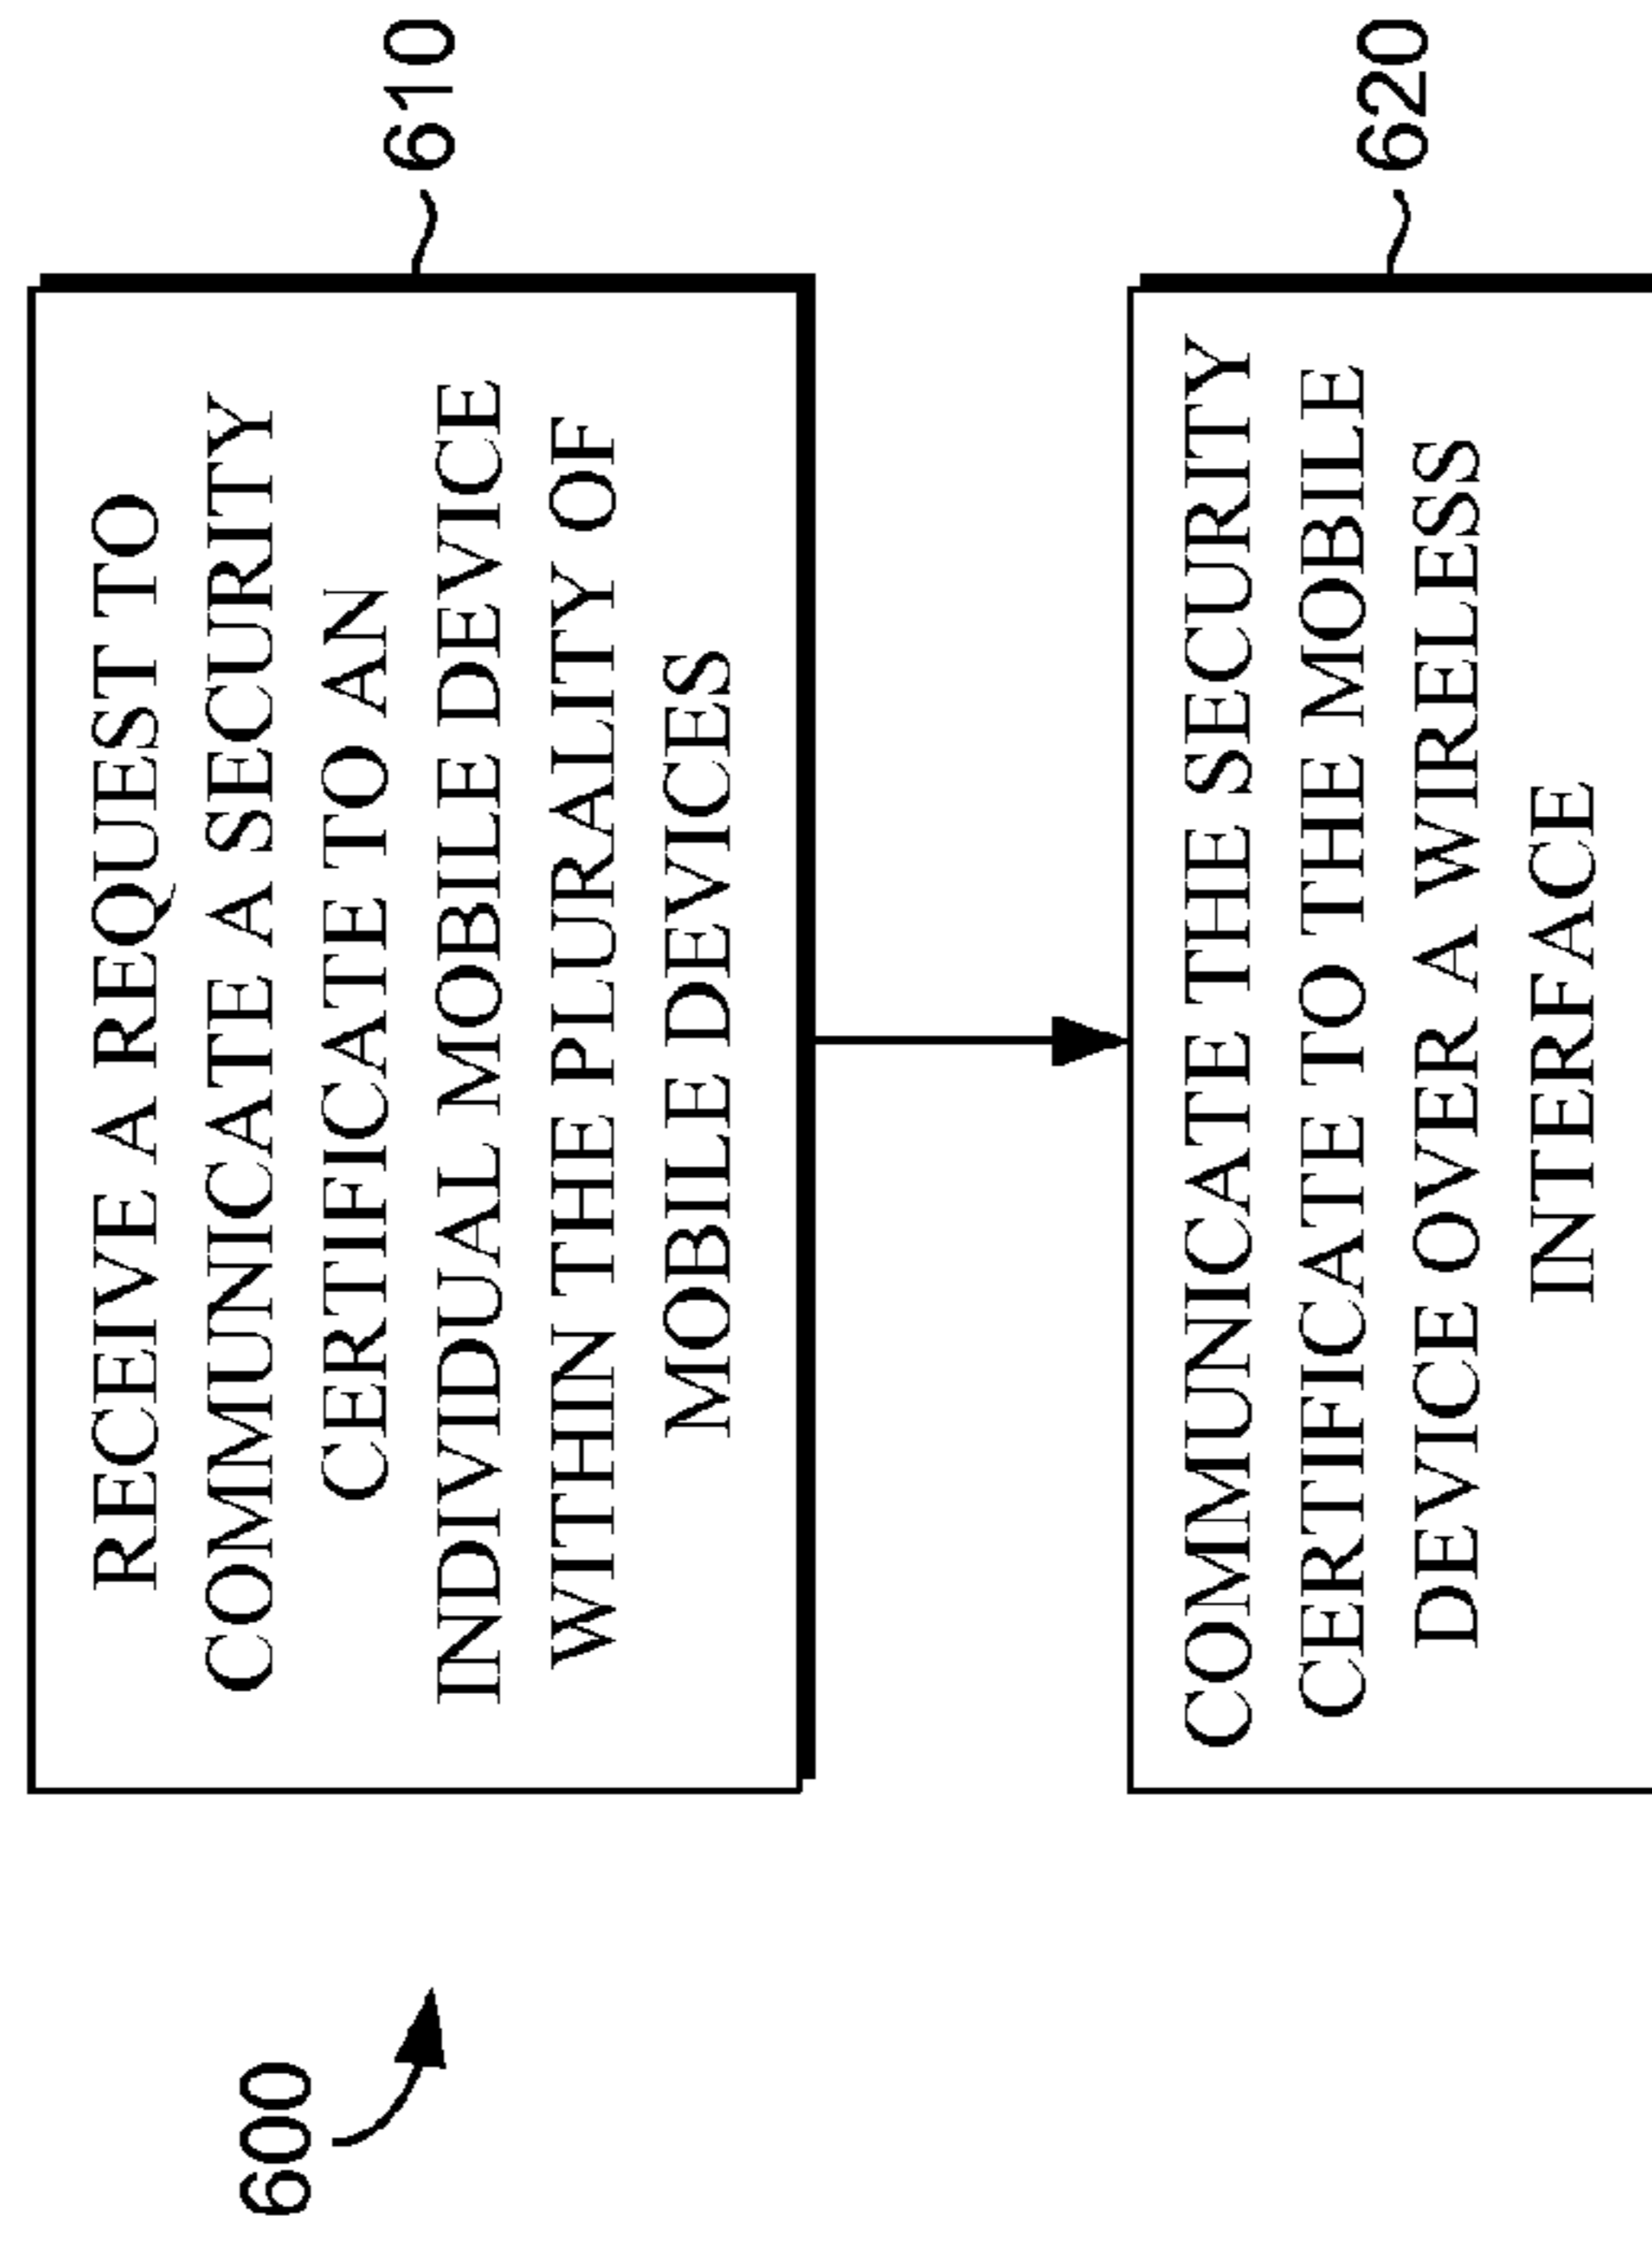 600
RECEIVE A REQUEST TO
COMMUNICATE A SECURITY
CERTIFICATE TO AN
INDIVIDUAL MOBILE DEVICE
WITHIN THE PLURALITY OF
MOBILE DEVICES
610
COMMUNICATE THE SECURITY
CERTIFICATE TO THE MOBILE
DEVICE OVER A WIRELESS
INTERFACE
620